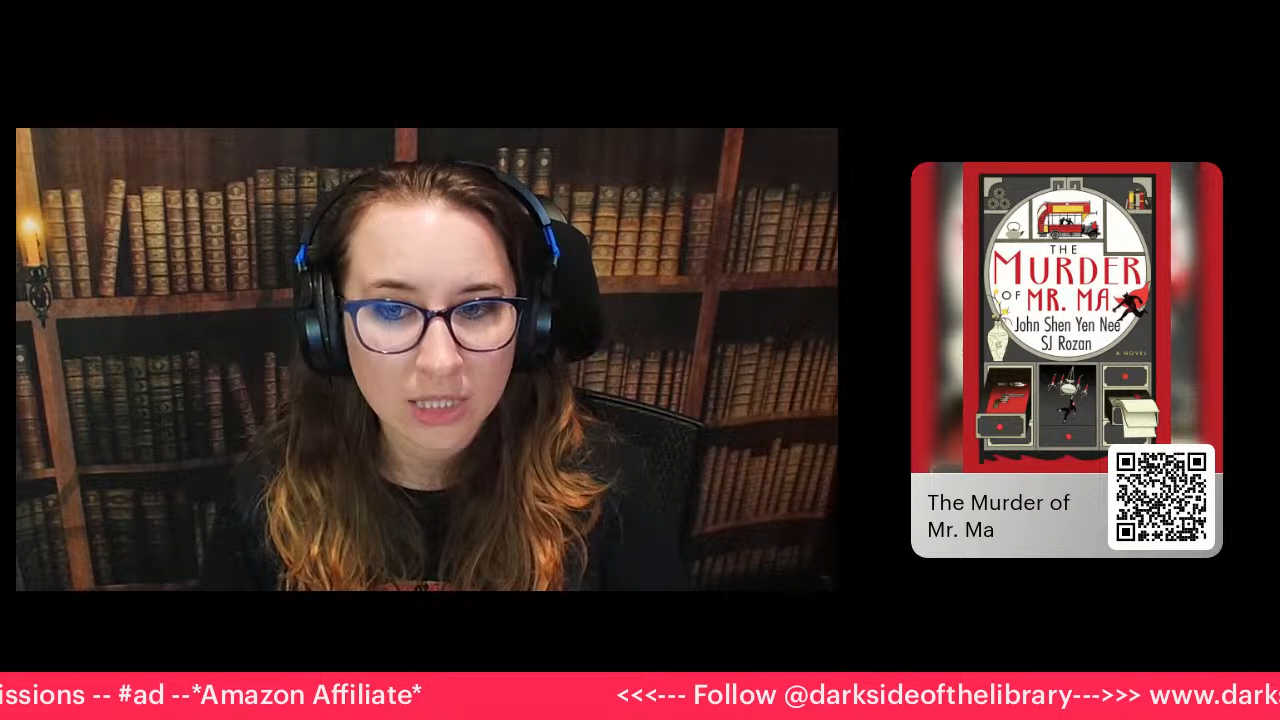 THE
MURDER
OF MR. MA
John Shen Yen Nee
SJ Rozan
A NOVEL
The Murder of
Mr. Ma
issions -- #ad --*Amazon Affiliate* <<<--- Follow @darksideofthelibrary--->>> www.darks